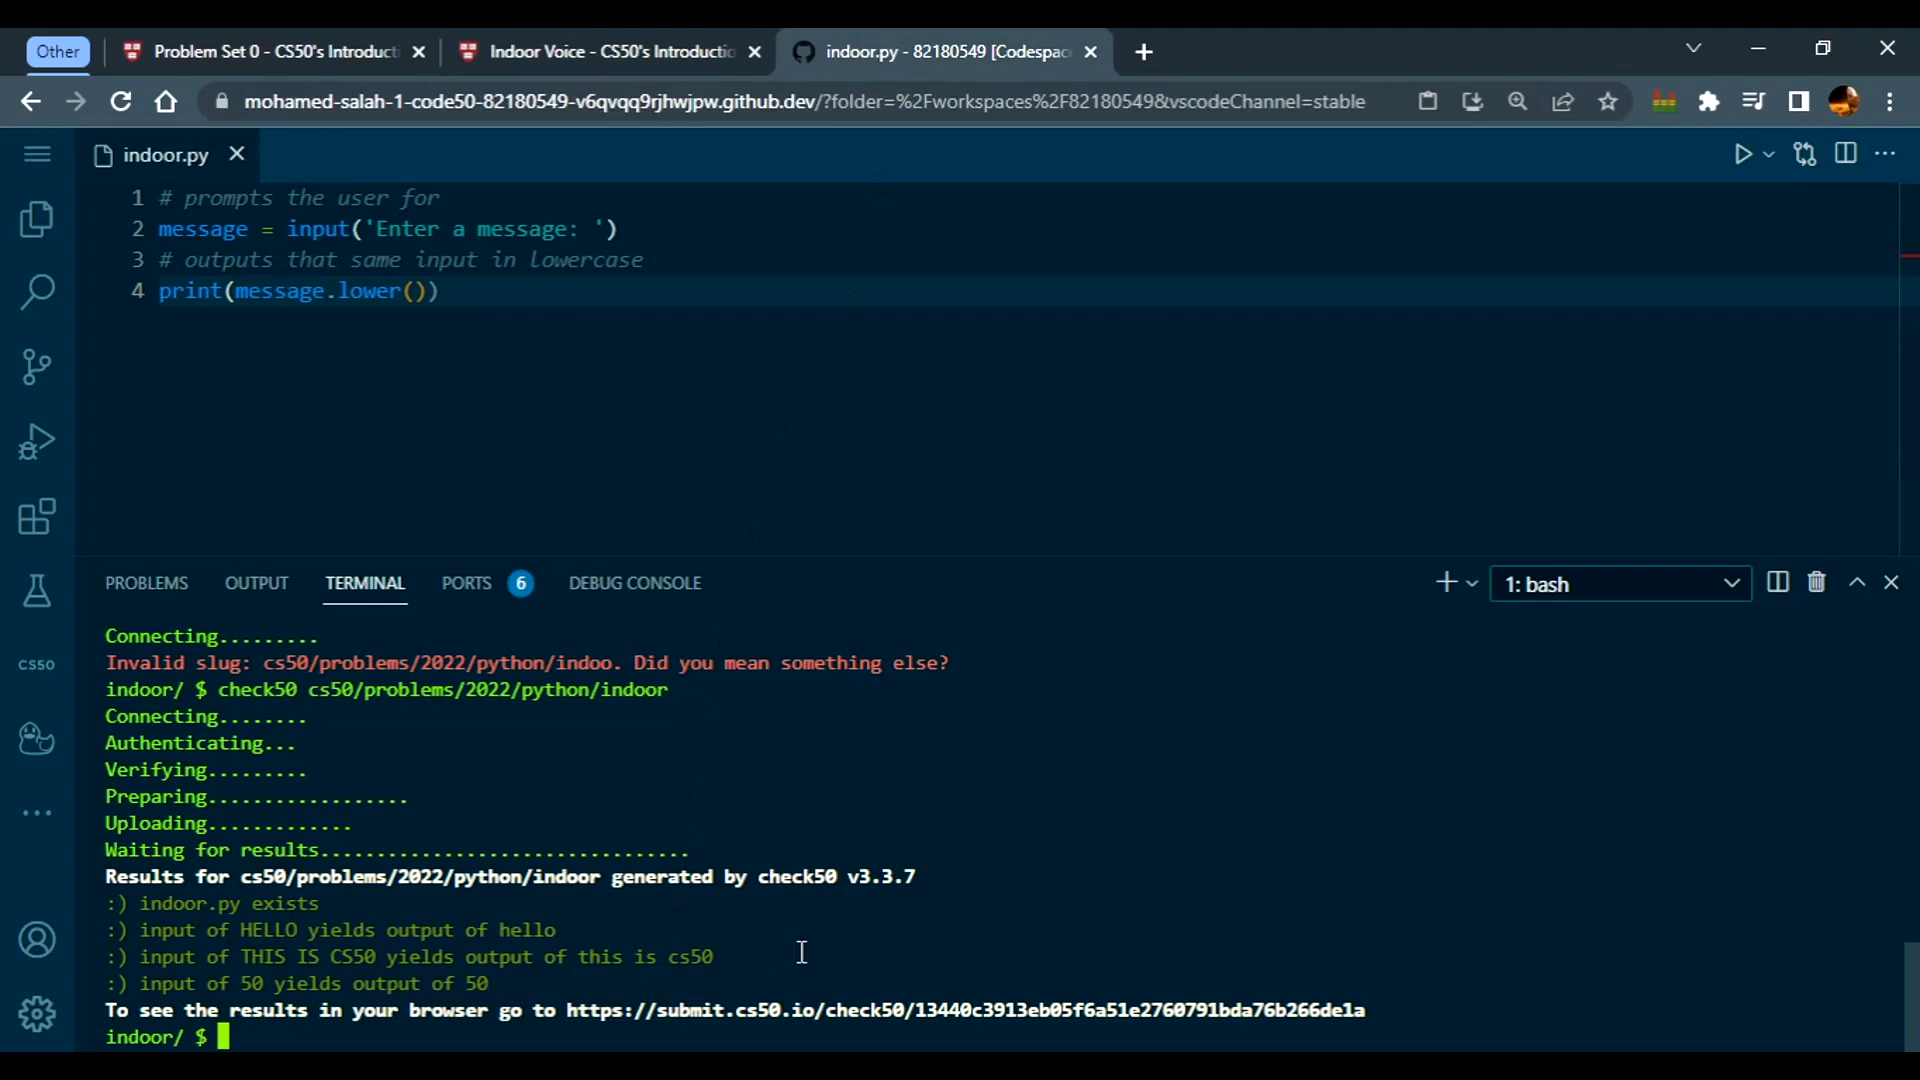 Other
Problem Set 0 - CS50's Introducti
Indoor Voice - CS50's Introductio
indoor.py - 82180549 [Codespac
mohamed-salah-1-code50-82180549-v6qvqq9rjhwjpw.github.dev/?folder=%2Fworkspaces%2F82180549&vscodeChannel=stable
indoor.py
1 # prompts the user for
2 message = input('Enter a message: ')
3 # outputs that same input in lowercase
4 print(message.lower())
PROBLEMS OUTPUT TERMINAL PORTS 6 DEBUG CONSOLE
1: bash
CS50
Connecting.........
Invalid slug: cs50/problems/2022/python/indoo. Did you mean something else?
indoor/ $ check50 cs50/problems/2022/python/indoor
Connecting........
Authenticating...
Verifying.........
Preparing..................
Uploading.............
Waiting for results.................................
Results for cs50/problems/2022/python/indoor generated by check50 v3.3.7
:) indoor.py exists
:) input of HELLO yields output of hello
:) input of THIS IS CS50 yields output of this is cs50
:) input of 50 yields output of 50
To see the results in your browser go to https://submit.cs50.io/check50/13440c3913eb05f6a51e2760791bda76b266de1a
indoor/ $